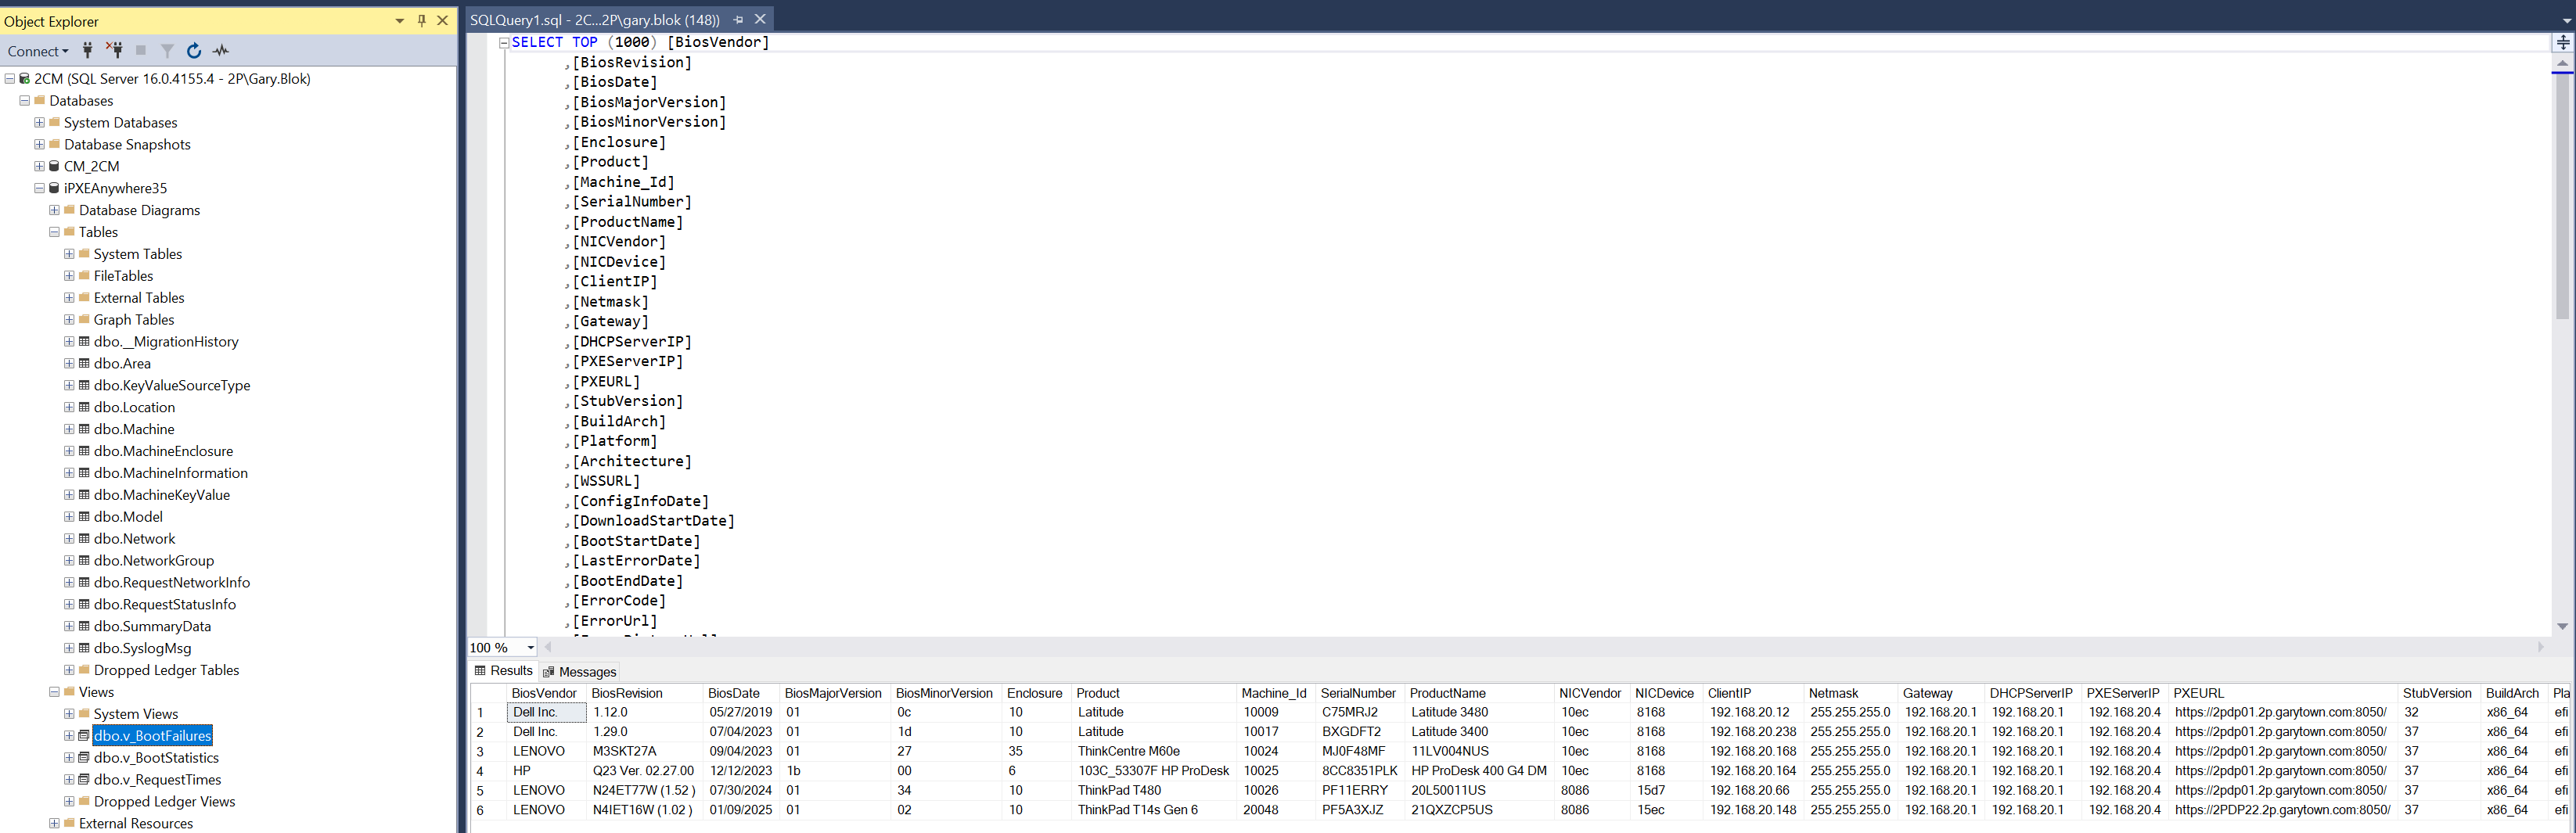 Object Explorer
Connect
2CM (SQL Server 16.0.4155.4 - 2P\Gary.Blok)
Databases
System Databases
Database Snapshots
CM_2CM
iPXEAnywhere35
Database Diagrams
Tables
System Tables
FileTables
External Tables
Graph Tables
dbo.__MigrationHistory
dbo.Area
dbo.KeyValueSourceType
dbo.Location
dbo.Machine
dbo.MachineEnclosure
dbo.MachineInformation
dbo.MachineKeyValue
dbo.Model
dbo.Network
dbo.NetworkGroup
dbo.RequestNetworkInfo
dbo.RequestStatusInfo
dbo.SummaryData
dbo.SyslogMsg
Dropped Ledger Tables
Views
System Views
dbo.v_BootFailures
dbo.v_BootStatistics
dbo.v_RequestTimes
Dropped Ledger Views
External Resources
SQLQuery1.sql - 2C...2P\gary.blok (148))
SELECT TOP (1000) [BiosVendor]
,[BiosRevision]
,[BiosDate]
,[BiosMajorVersion]
,[BiosMinorVersion]
,[Enclosure]
,[Product]
,[Machine_Id]
,[SerialNumber]
,[ProductName]
,[NICVendor]
,[NICDevice]
,[ClientIP]
,[Netmask]
,[Gateway]
,[DHCPServerIP]
,[PXEServerIP]
,[PXEURL]
,[StubVersion]
,[BuildArch]
,[Platform]
,[Architecture]
,[WSSURL]
,[ConfigInfoDate]
,[DownloadStartDate]
,[BootStartDate]
,[LastErrorDate]
,[BootEndDate]
,[ErrorCode]
,[ErrorUrl]
100 %
Results Messages
BiosVendor BiosRevision BiosDate BiosMajorVersion BiosMinorVersion Enclosure Product Machine_Id SerialNumber ProductName NICVendor NICDevice ClientIP Netmask Gateway DHCPServerIP PXEServerIP PXEURL StubVersion BuildArch Pla
1 Dell Inc. 1.12.0 05/27/2019 01 0c 10 Latitude 10009 C75MRJ2 Latitude 3480 10ec 8168 192.168.20.12 255.255.255.0 192.168.20.1 192.168.20.1 192.168.20.4 https://2pdp01.2p.garytown.com:8050/ 32 x86_64 efi
2 Dell Inc. 1.29.0 07/04/2023 01 1d 10 Latitude 10017 BXGDFT2 Latitude 3400 10ec 8168 192.168.20.238 255.255.255.0 192.168.20.1 192.168.20.1 192.168.20.4 https://2pdp01.2p.garytown.com:8050/ 37 x86_64 efi
3 LENOVO M3SKT27A 09/04/2023 01 27 35 ThinkCentre M60e 10024 MJ0F48MF 11LV004NUS 10ec 8168 192.168.20.168 255.255.255.0 192.168.20.1 192.168.20.1 192.168.20.4 https://2pdp01.2p.garytown.com:8050/ 37 x86_64 efi
4 HP Q23 Ver. 02.27.00 12/12/2023 1b 00 6 103C_53307F HP ProDesk 10025 8CC8351PLK HP ProDesk 400 G4 DM 10ec 8168 192.168.20.164 255.255.255.0 192.168.20.1 192.168.20.1 192.168.20.4 https://2pdp01.2p.garytown.com:8050/ 37 x86_64 efi
5 LENOVO N24ET77W (1.52 ) 07/30/2024 01 34 10 ThinkPad T480 10026 PF11ERRY 20L50011US 8086 15d7 192.168.20.66 255.255.255.0 192.168.20.1 192.168.20.1 192.168.20.4 https://2pdp01.2p.garytown.com:8050/ 37 x86_64 efi
6 LENOVO N4IET16W (1.02 ) 01/09/2025 01 02 10 ThinkPad T14s Gen 6 20048 PF5A3XJZ 21QXZCP5US 8086 15ec 192.168.20.148 255.255.255.0 192.168.20.1 192.168.20.1 192.168.20.4 https://2PDP22.2p.garytown.com:8050/ 37 x86_64 efi